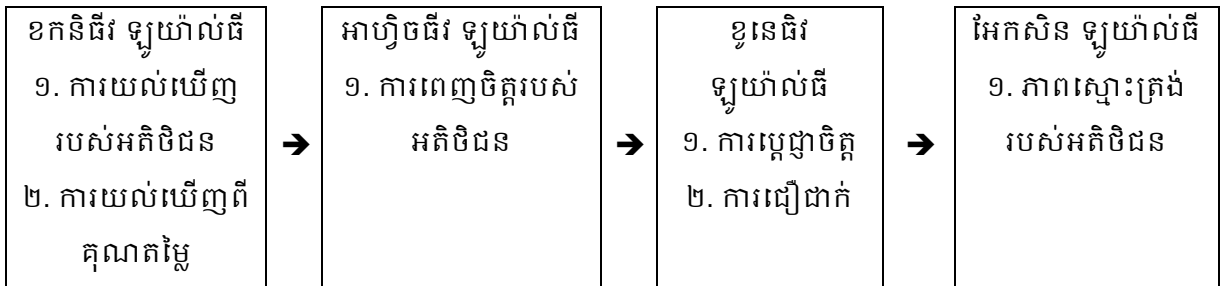 ខកនិធីវ ឡូយ៉ាល់ធី
១. ការយល់ឃើញ
របស់អតិថិជន
២. ការយល់ឃើញពី
គុណតម្លៃ
➔
អាហ្វិចធីវ ឡូយ៉ាល់ធី
១. ការពេញចិត្តរបស់
អតិថិជន
➔
ខូនេធិវ
ឡូយ៉ាល់ធី
១. ការប្តេជ្ញាចិត្ត
២. ការជឿជាក់
➔
អែកសិន ឡូយ៉ាល់ធី
១. ភាពស្មោះត្រង់
របស់អតិថិជន